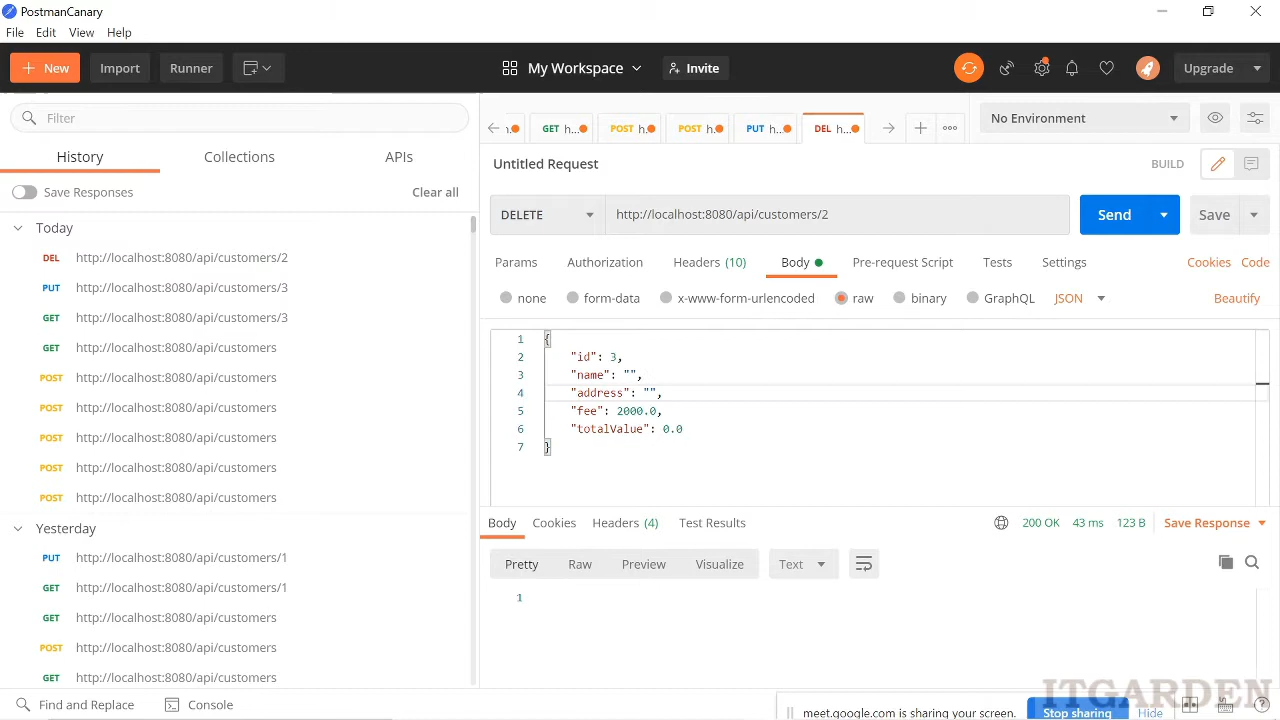 PostmanCanary
File Edit View Help
New Import Runner My Workspace Invite Upgrade
Filter
GET h... POST h... POST h... PUT h... DEL h...
No Environment
History Collections APIs
Untitled Request BUILD
Save Responses Clear all
DELETE http://localhost:8080/api/customers/2 Send Save
Today
DEL http://localhost:8080/api/customers/2
PUT http://localhost:8080/api/customers/3
GET http://localhost:8080/api/customers/3
GET http://localhost:8080/api/customers
POST http://localhost:8080/api/customers
POST http://localhost:8080/api/customers
POST http://localhost:8080/api/customers
POST http://localhost:8080/api/customers
POST http://localhost:8080/api/customers
Yesterday
PUT http://localhost:8080/api/customers/1
GET http://localhost:8080/api/customers/1
GET http://localhost:8080/api/customers
POST http://localhost:8080/api/customers
GET http://localhost:8080/api/customers
Params Authorization Headers (10) Body Pre-request Script Tests Settings Cookies Code
none form-data x-www-form-urlencoded raw binary GraphQL JSON Beautify
1 {
2 "id": 3,
3 "name": "",
4 "address": "",
5 "fee": 2000.0,
6 "totalValue": 0.0
7 }
Body Cookies Headers (4) Test Results 200 OK 43 ms 123 B Save Response
Pretty Raw Preview Visualize Text
1
ITGARDEN
Find and Replace Console
meet.google.com is sharing your screen. Stop sharing Hide